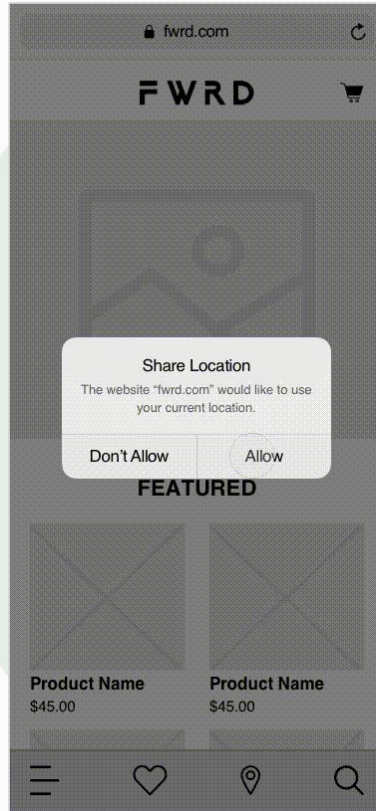 fwrd.com
FWRD
Share Location
The website “fwrd.com” would like to use
your current location.
Don’t Allow Allow
FEATURED
Product Name Product Name
$45.00 $45.00